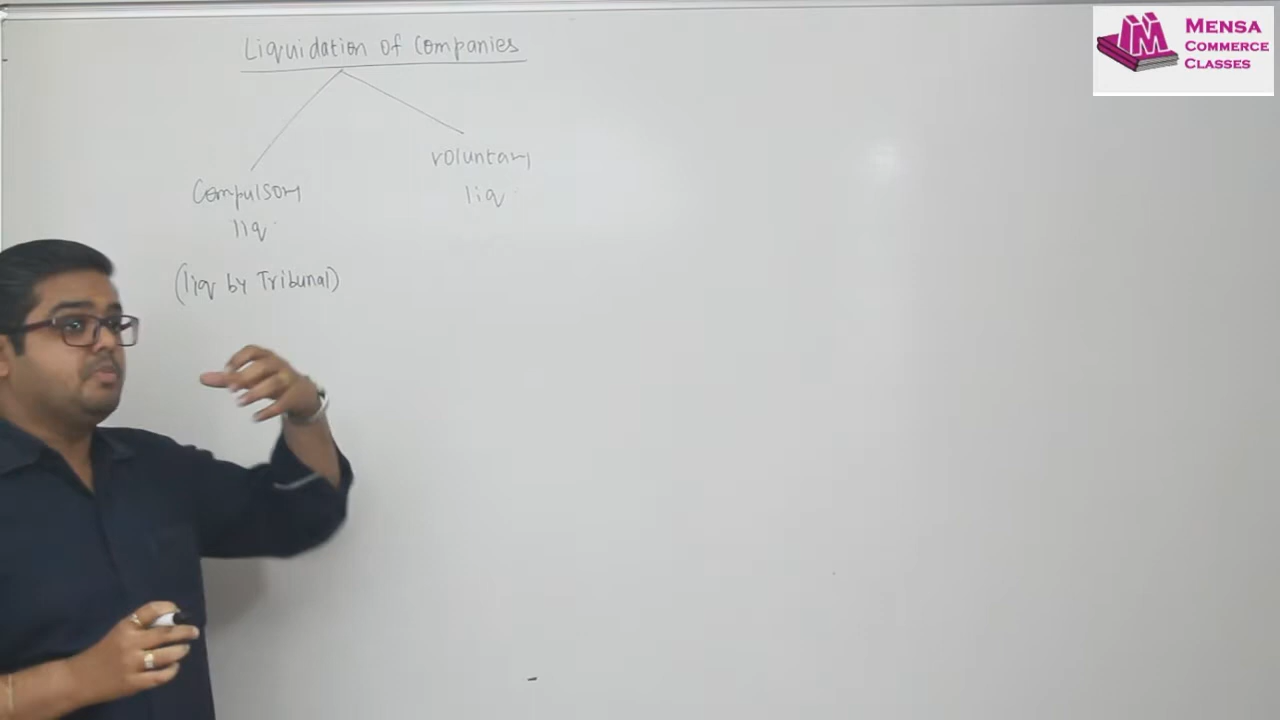 Liquidation of Companies
Compulsory
liq.
(liq by Tribunal)
voluntary
liq.
MENSA
COMMERCE
CLASSES